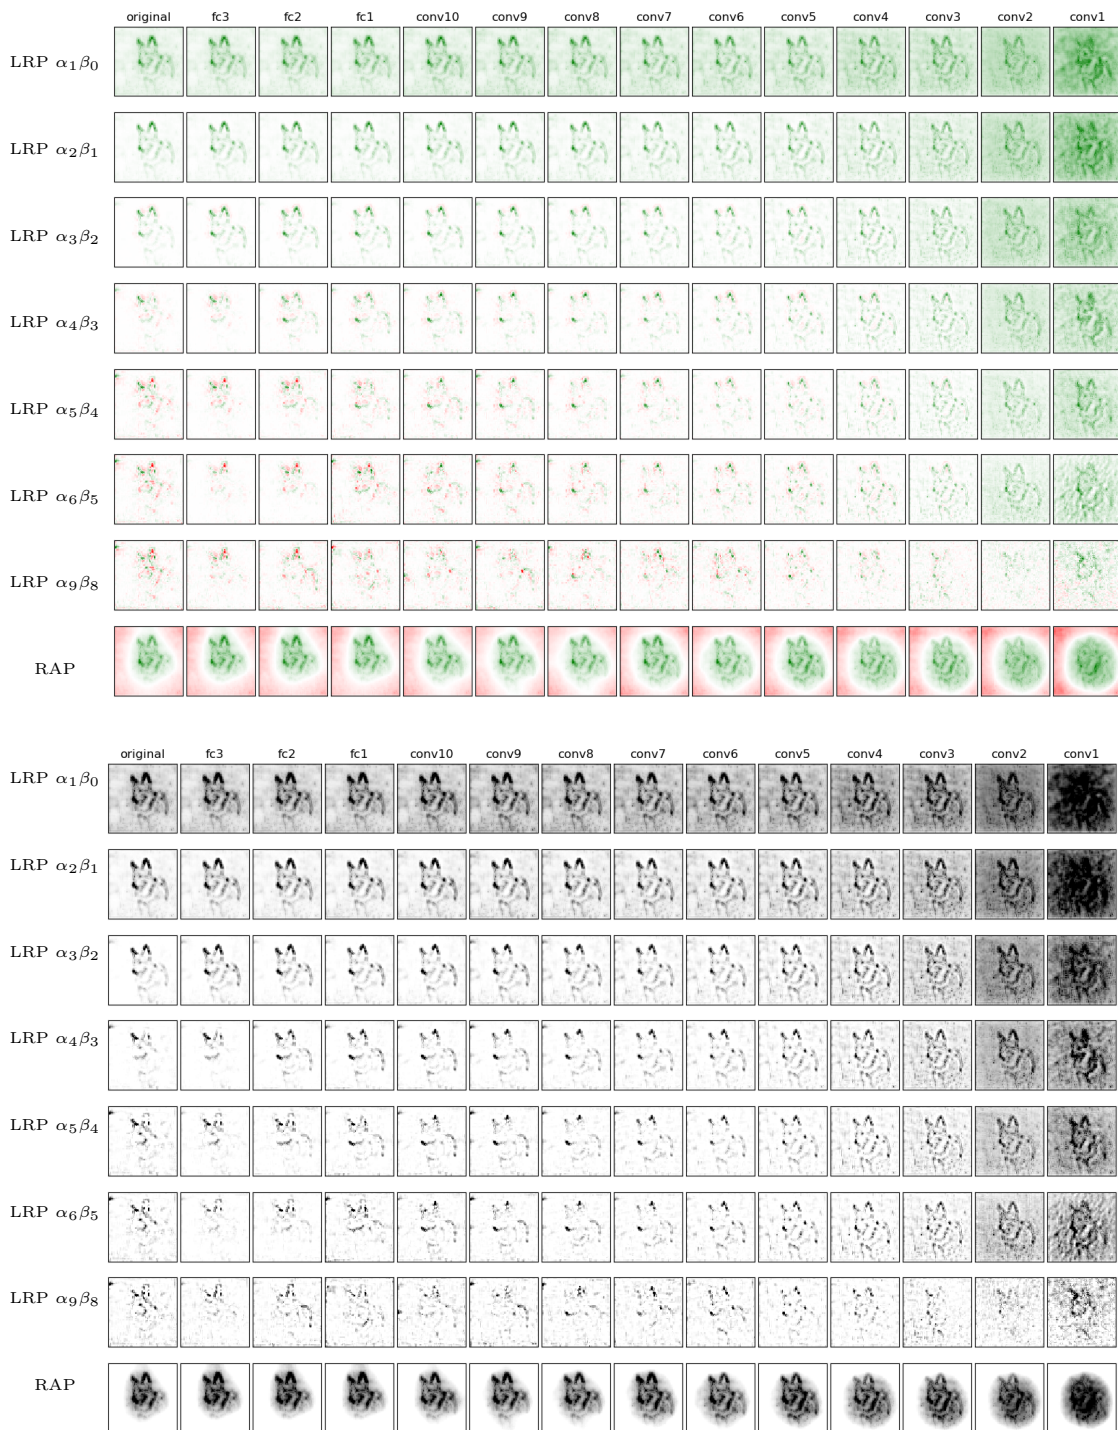 original fc3 fc2 fc1 conv10 conv9 conv8 conv7 conv6 conv5 conv4 conv3 conv2 conv1
LRP α₁β₀
LRP α₂β₁
LRP α₃β₂
LRP α₄β₃
LRP α₅β₄
LRP α₆β₅
LRP α₉β₈
RAP
original fc3 fc2 fc1 conv10 conv9 conv8 conv7 conv6 conv5 conv4 conv3 conv2 conv1
LRP α₁β₀
LRP α₂β₁
LRP α₃β₂
LRP α₄β₃
LRP α₅β₄
LRP α₆β₅
LRP α₉β₈
RAP